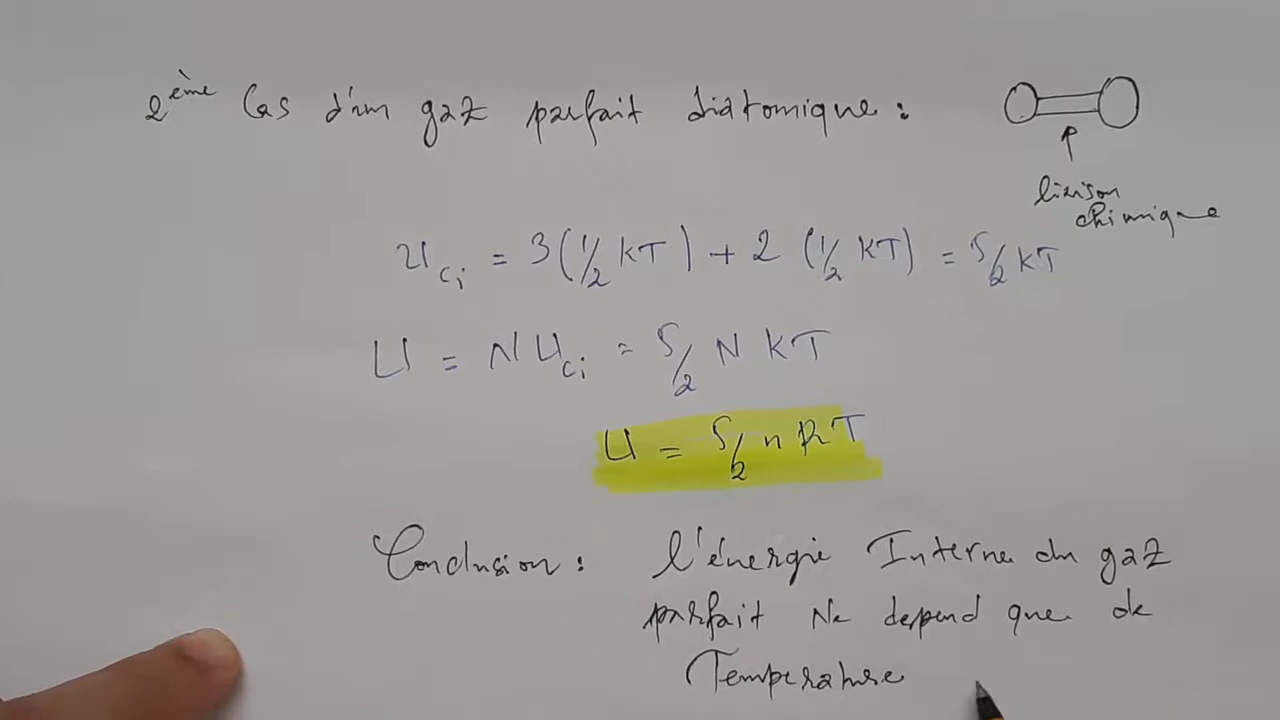 2ème Cas d'un gaz parfait diatomique :
liaison
chimique
U_ci = 3(1/2 KT) + 2 (1/2 KT) = 5/2 KT
U = N U_ci = 5/2 N KT
U = 5/2 n R T
Conclusion : l'énergie Interne du gaz
parfait Ne depend que de
Temperature